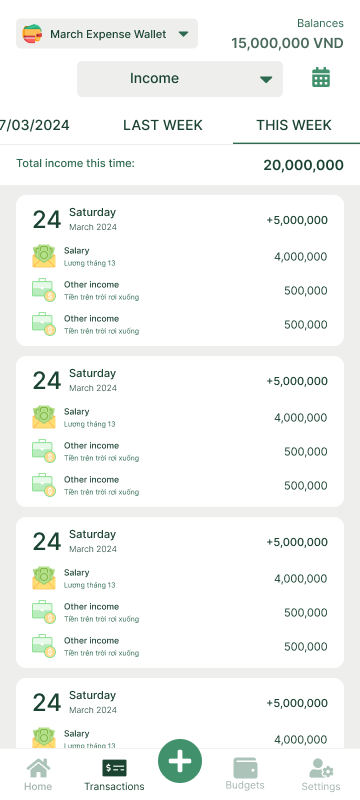 March Expense Wallet
Balances
15,000,000 VND
Income
7/03/2024
LAST WEEK
THIS WEEK
Total income this time:
20,000,000
24
Saturday
March 2024
+5,000,000
Salary
Lương tháng 13
4,000,000
Other income
Tiền trên trời rơi xuống
500,000
Other income
Tiền trên trời rơi xuống
500,000
24
Saturday
March 2024
+5,000,000
Salary
Lương tháng 13
4,000,000
Other income
Tiền trên trời rơi xuống
500,000
Other income
Tiền trên trời rơi xuống
500,000
24
Saturday
March 2024
+5,000,000
Salary
Lương tháng 13
4,000,000
Other income
Tiền trên trời rơi xuống
500,000
Other income
Tiền trên trời rơi xuống
500,000
24
Saturday
March 2024
+5,000,000
Salary
Lương tháng 13
4,000,000
Home
Transactions
Budgets
Settings